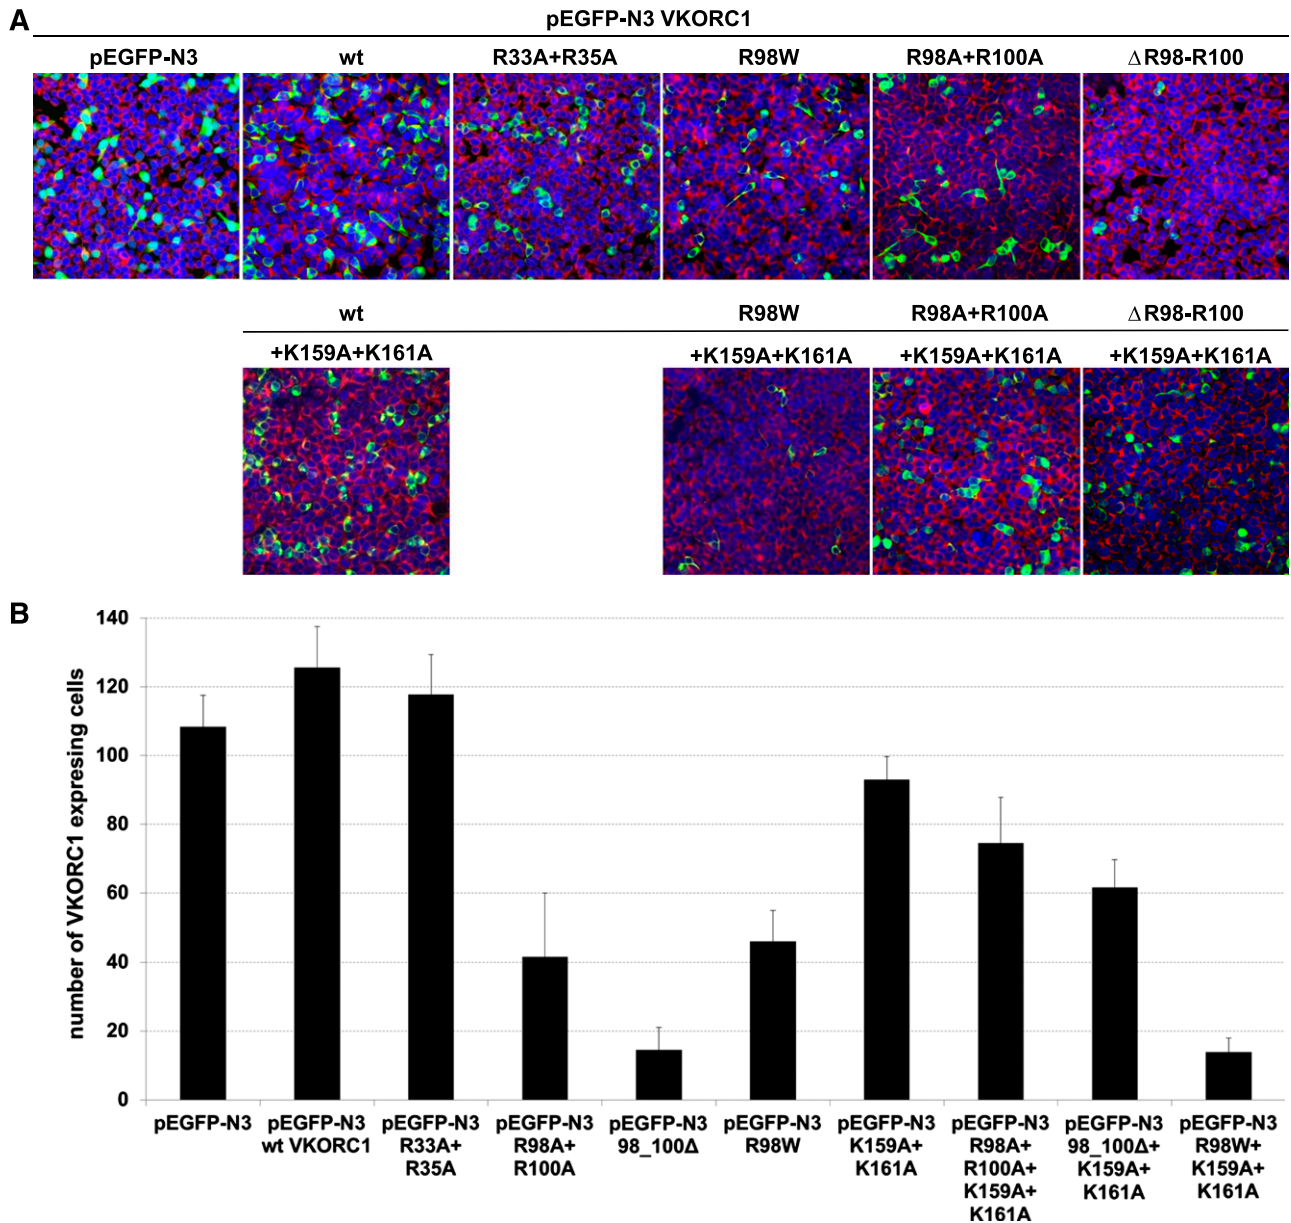 A
pEGFP-N3 VKORC1
pEGFP-N3 wt R33A+R35A R98W R98A+R100A ΔR98-R100
wt R98W R98A+R100A ΔR98-R100
+K159A+K161A +K159A+K161A +K159A+K161A +K159A+K161A
B
number of VKORC1 expresing cells
140
120
100
80
60
40
20
0
pEGFP-N3
pEGFP-N3
wt VKORC1
pEGFP-N3
R33A+
R35A
pEGFP-N3
R98A+
R100A
pEGFP-N3
98_100Δ
pEGFP-N3
R98W
pEGFP-N3
K159A+
K161A
pEGFP-N3
R98A+
R100A+
K159A+
K161A
pEGFP-N3
98_100Δ+
K159A+
K161A
pEGFP-N3
R98W+
K159A+
K161A